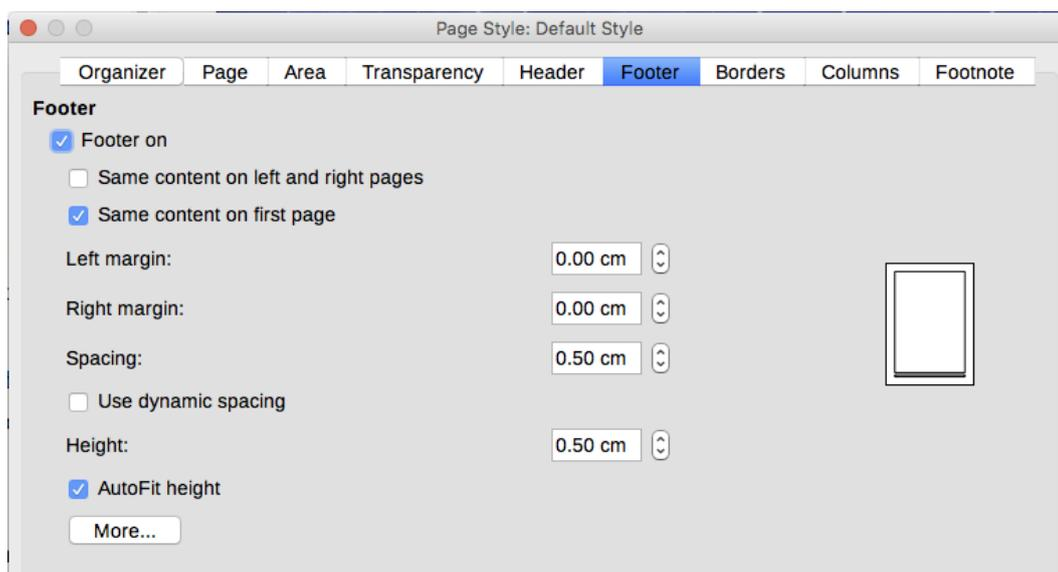 Page Style: Default Style
Organizer Page Area Transparency Header Footer Borders Columns Footnote
Footer
Footer on
Same content on left and right pages
Same content on first page
Left margin: 0.00 cm
Right margin: 0.00 cm
Spacing: 0.50 cm
Use dynamic spacing
Height: 0.50 cm
AutoFit height
More...